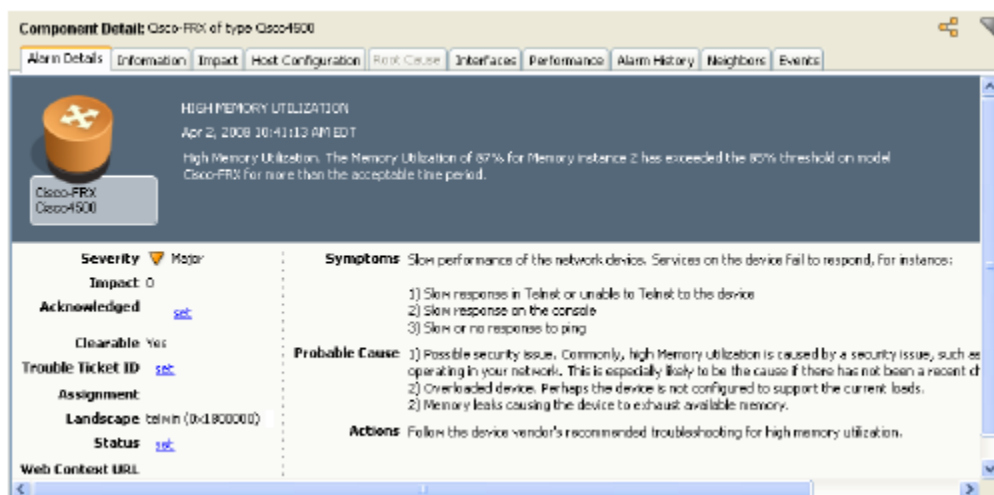 Component Detail: Cisco-FRX of type Cisco4500
Alarm Details Information Impact Host Configuration Root Cause Interfaces Performance Alarm History Neighbors Events
HIGH MEMORY UTILIZATION
Apr 2, 2008 10:41:13 AM EDT
High Memory Utilization. The Memory Utilization of 87% for Memory instance 2 has exceeded the 85% threshold on model
Cisco-FRX for more than the acceptable time period.
Cisco-FRX
Cisco4500
Severity Major
Impact 0
Acknowledged set
Clearable Yes
Trouble Ticket ID set
Assignment
Landscape (0x1800000)
Status set
Web Context URL
Symptoms Slow performance of the network device. Services on the device fail to respond, for instance:
1) Slow response in Telnet or unable to Telnet to the device
2) Slow response on the console
3) Slow or no response to ping
Probable Cause 1) Possible security issue. Commonly, high Memory utilization is caused by a security issue, such as
operating in your network. This is especially likely to be the cause if there has not been a recent ch
2) Overloaded device. Perhaps the device is not configured to support the current loads.
2) Memory leaks causing the device to exhaust available memory.
Actions Follow the device vendor's recommended troubleshooting for high memory utilization.